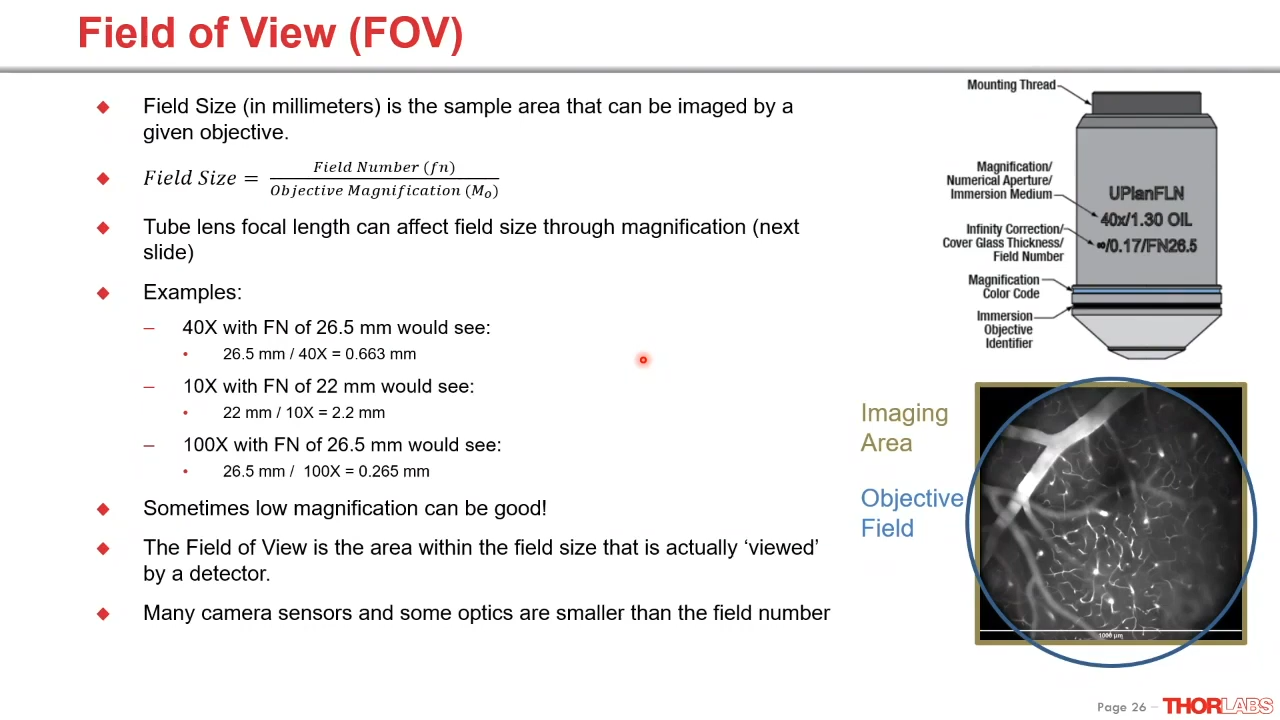 Field of View (FOV)
Field Size (in millimeters) is the sample area that can be imaged by a
given objective.
Field Size = Field Number (fn) / Objective Magnification (Mo)
Tube lens focal length can affect field size through magnification (next
slide)
Examples:
– 40X with FN of 26.5 mm would see:
26.5 mm / 40X = 0.663 mm
– 10X with FN of 22 mm would see:
22 mm / 10X = 2.2 mm
– 100X with FN of 26.5 mm would see:
26.5 mm / 100X = 0.265 mm
Sometimes low magnification can be good!
The Field of View is the area within the field size that is actually ‘viewed’
by a detector.
Many camera sensors and some optics are smaller than the field number
Mounting Thread
Magnification/
Numerical Aperture/
Immersion Medium
Infinity Correction/
Cover Glass Thickness/
Field Number
Magnification
Color Code
Immersion
Objective
Identifier
UPlanFLN
40x/1.30 OIL
∞/0.17/FN26.5
Imaging
Area
Objective
Field
1000 µm
Page 26 –
THORLABS